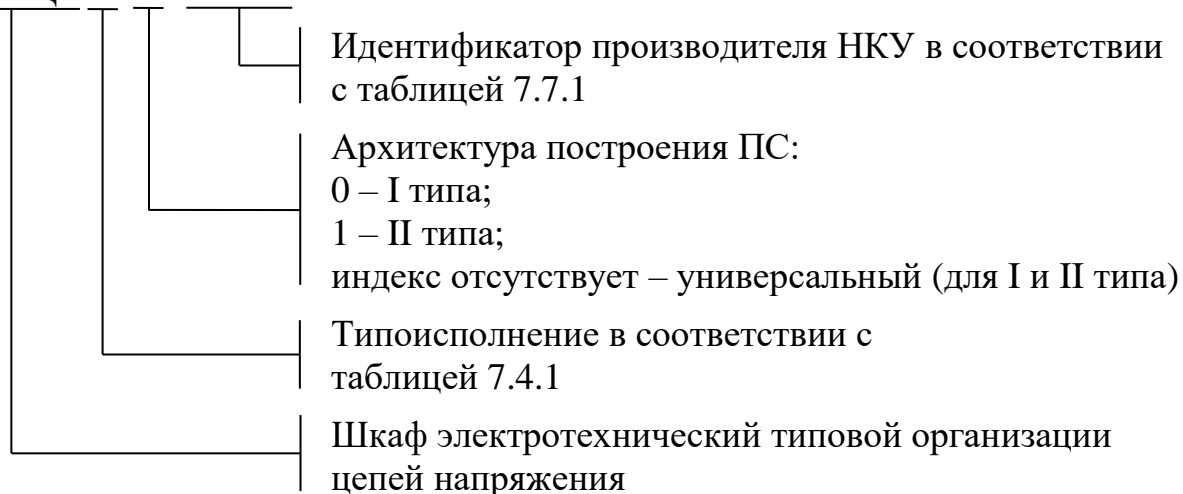 Идентификатор производителя НКУ в соответствии
с таблицей 7.7.1
Архитектура построения ПС:
0 – I типа;
1 – II типа;
индекс отсутствует – универсальный (для I и II типа)
Типоисполнение в соответствии с
таблицей 7.4.1
Шкаф электротехнический типовой организации
цепей напряжения